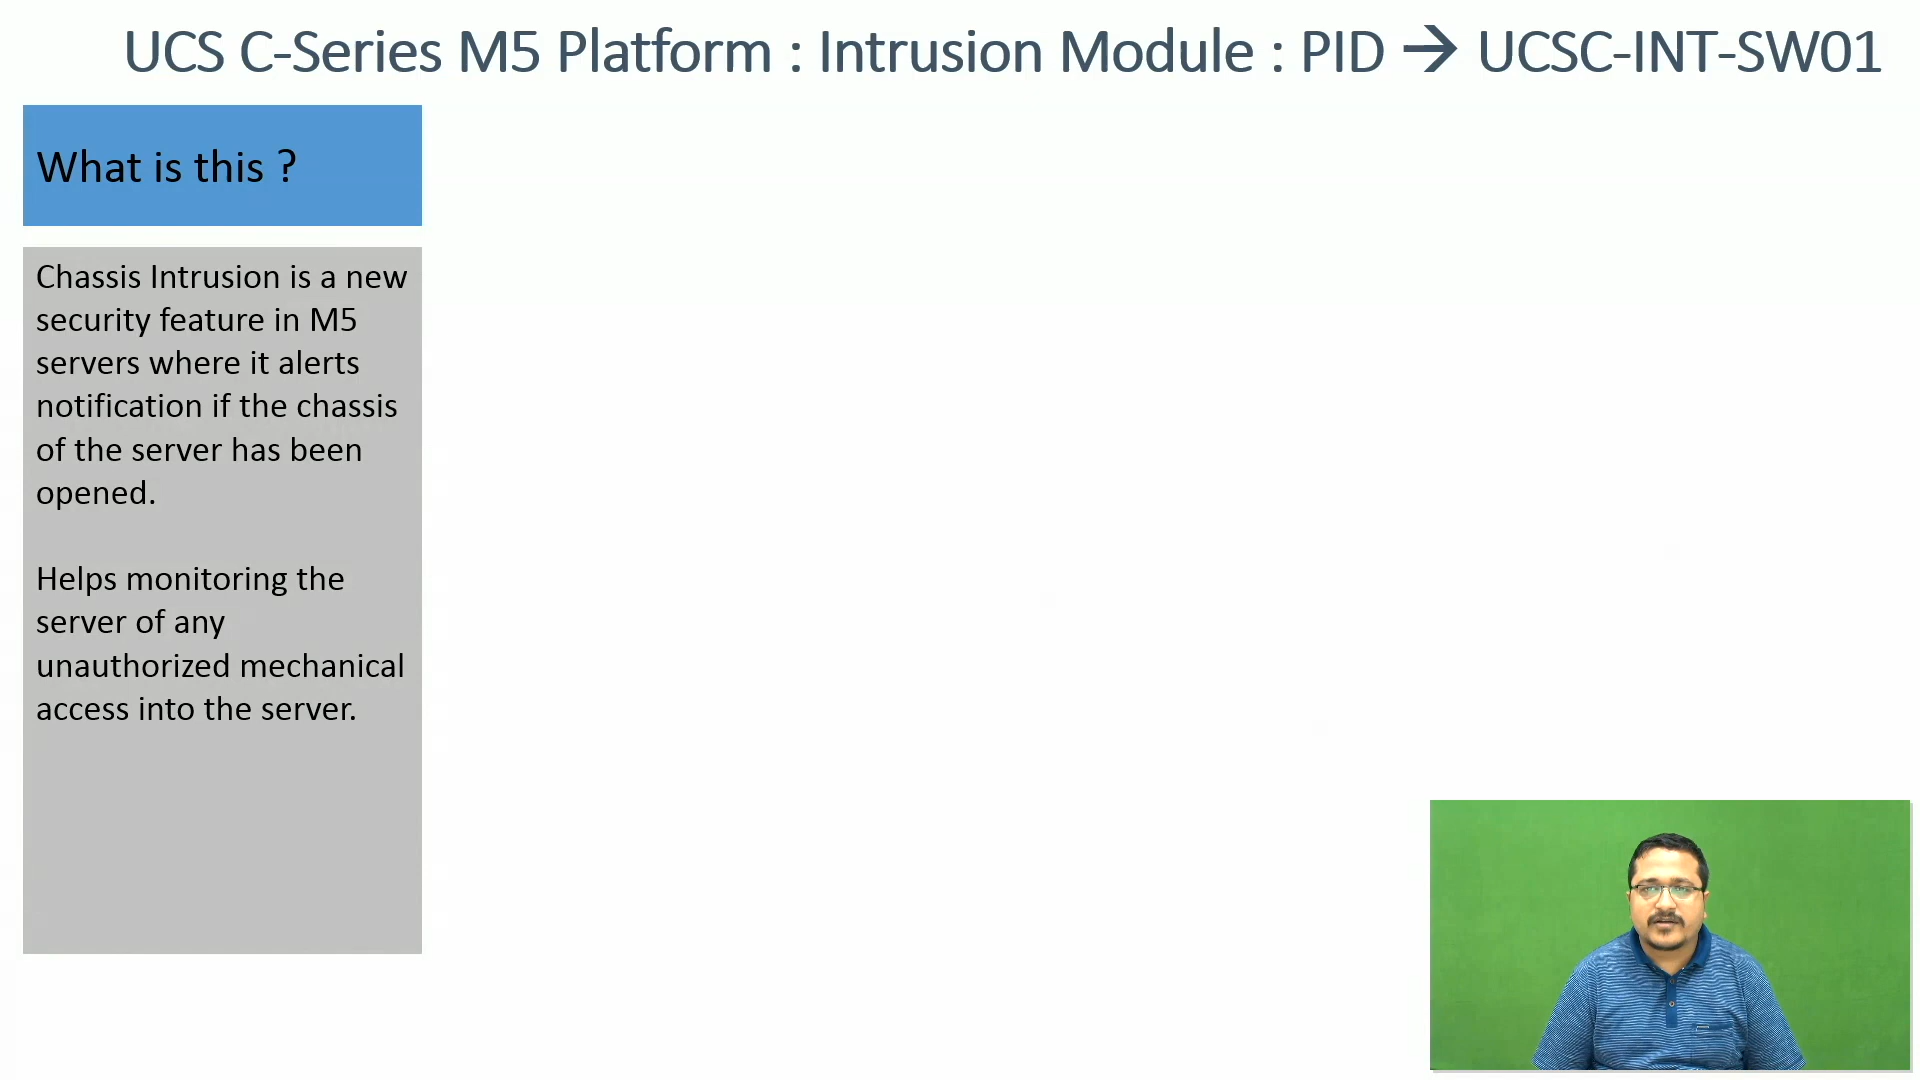 UCS C-Series M5 Platform : Intrusion Module : PID → UCSC-INT-SW01
What is this ?
Chassis Intrusion is a new
security feature in M5
servers where it alerts
notification if the chassis
of the server has been
opened.
Helps monitoring the
server of any
unauthorized mechanical
access into the server.